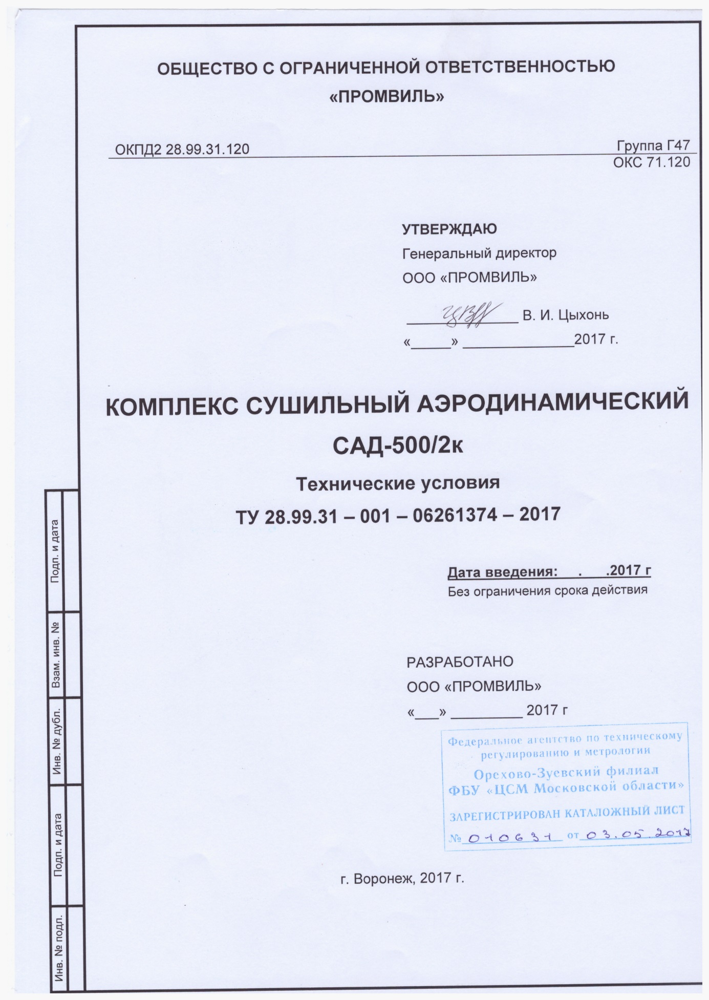 ОБЩЕСТВО С ОГРАНИЧЕННОЙ ОТВЕТСТВЕННОСТЬЮ
«ПРОМВИЛЬ»
ОКПД2 28.99.31.120
Группа Г47
ОКС 71.120
УТВЕРЖДАЮ
Генеральный директор
ООО «ПРОМВИЛЬ»
В. И. Цыхонь
«_____» ______________2017 г.
КОМПЛЕКС СУШИЛЬНЫЙ АЭРОДИНАМИЧЕСКИЙ
САД-500/2к
Технические условия
ТУ 28.99.31 – 001 – 06261374 – 2017
Дата введения: . .2017 г
Без ограничения срока действия
РАЗРАБОТАНО
ООО «ПРОМВИЛЬ»
«___» _________ 2017 г
Федеральное агентство по техническому
регулированию и метрологии
Орехово-Зуевский филиал
ФБУ «ЦСМ Московской области»
ЗАРЕГИСТРИРОВАН КАТАЛОЖНЫЙ ЛИСТ
№ 010631 от 03.05.2017
г. Воронеж, 2017 г.
Подп. и дата
Взам. инв. №
Инв. № дубл.
Подп. и дата
Инв. № подл.